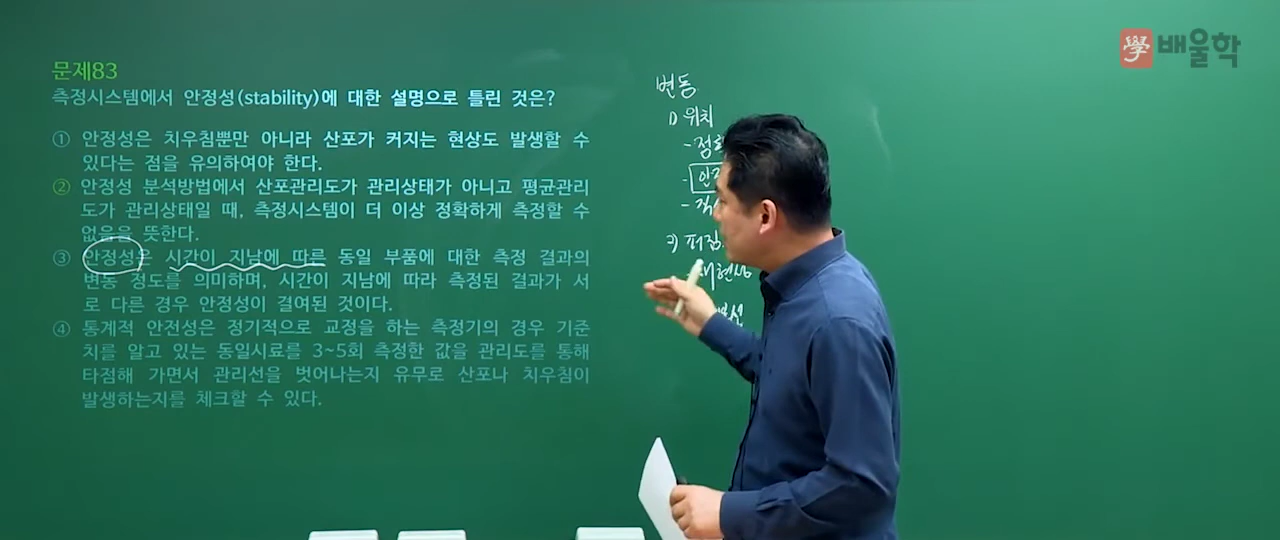 學 배울학
문제83
측정시스템에서 안정성(stability)에 대한 설명으로 틀린 것은?
① 안정성은 치우침뿐만 아니라 산포가 커지는 현상도 발생할 수
있다는 점을 유의하여야 한다.
② 안정성 분석방법에서 산포관리도가 관리상태가 아니고 평균관리
도가 관리상태일 때, 측정시스템이 더 이상 정확하게 측정할 수
없음을 뜻한다.
③ 안정성은 시간이 지남에 따른 동일 부품에 대한 측정 결과의
변동 정도를 의미하며, 시간이 지남에 따라 측정된 결과가 서
로 다른 경우 안정성이 결여된 것이다.
④ 통계적 안전성은 정기적으로 교정을 하는 측정기의 경우 기준
치를 알고 있는 동일시료를 3~5회 측정한 값을 관리도를 통해
타점해 가면서 관리선을 벗어나는지 유무로 산포나 치우침이
발생하는지를 체크할 수 있다.
변동
1) 위치
2) 퍼짐